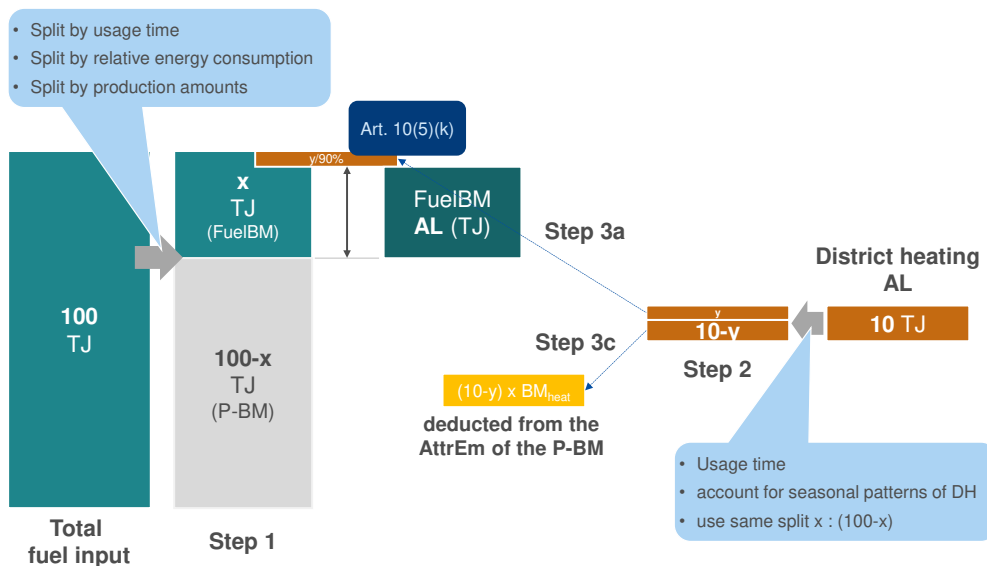 • Split by usage time
• Split by relative energy consumption
• Split by production amounts
Art. 10(5)(k)
y/90%
x
TJ
(FuelBM)
FuelBM
AL (TJ)
Step 3a
District heating
AL
100
TJ
y
10-y
10 TJ
100-x
TJ
(P-BM)
Step 3c
Step 2
(10-y) x BMheat
deducted from the
AttrEm of the P-BM
• Usage time
• account for seasonal patterns of DH
• use same split x : (100-x)
Total
fuel input
Step 1